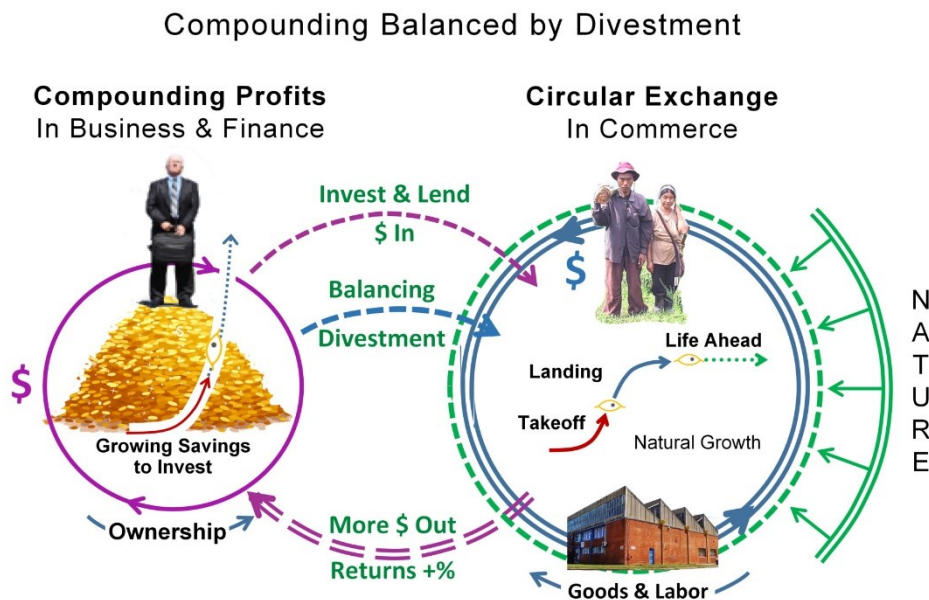 Compounding Balanced by Divestment
Compounding Profits
In Business & Finance
Circular Exchange
In Commerce
Invest & Lend
$ In
Balancing
Divestment
$
Growing Savings
to Invest
Ownership
More $ Out
Returns +%
$
Life Ahead
Landing
Takeoff
Natural Growth
Goods & Labor
NATURE